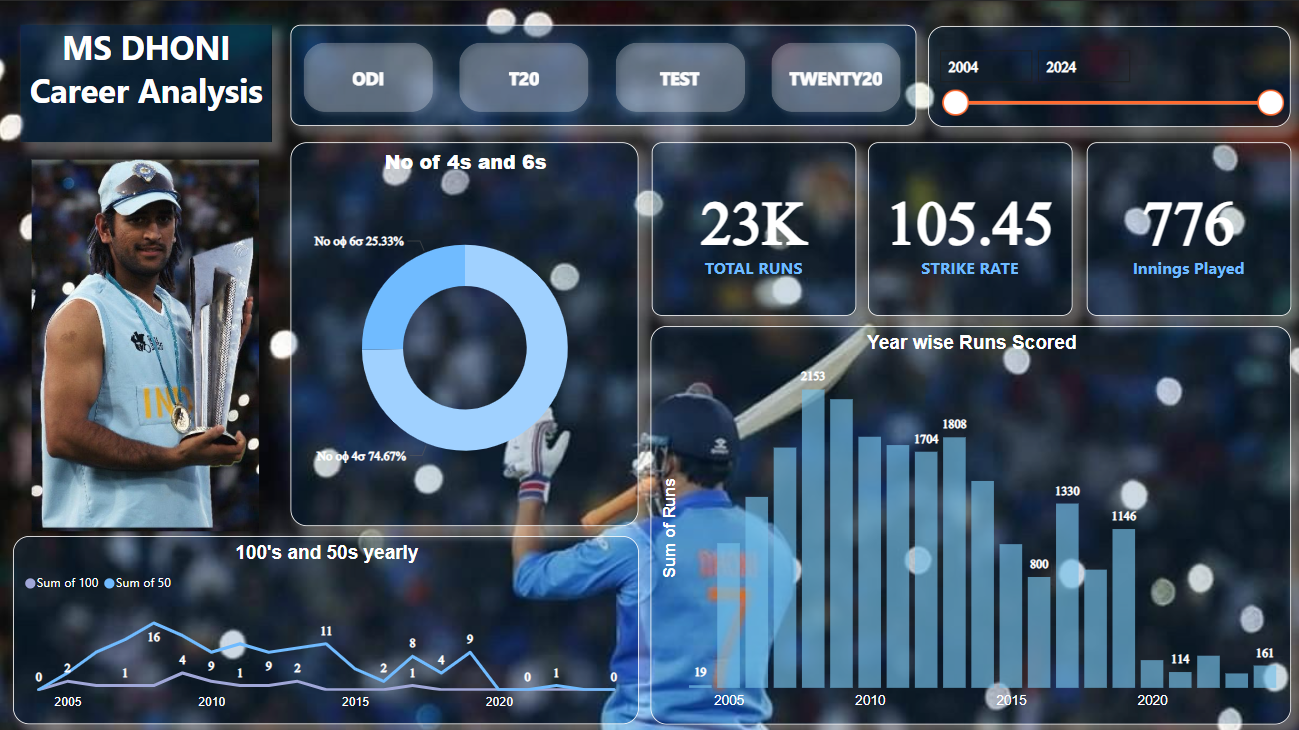 MS DHONI
Career Analysis
ODI
T20
TEST
TWENTY20
2004
2024
No of 4s and 6s
No οф 6σ 25.33%
No οф 4σ 74.67%
23K
TOTAL RUNS
105.45
STRIKE RATE
776
Innings Played
Year wise Runs Scored
Sum of Runs
19
2153
1704
1808
800
1330
1146
114
161
2005
2010
2015
2020
100's and 50s yearly
Sum of 100
Sum of 50
0
2
1
16
4
9
1
9
2
11
2
8
1
4
9
0
1
0
2005
2010
2015
2020
DHONI
7